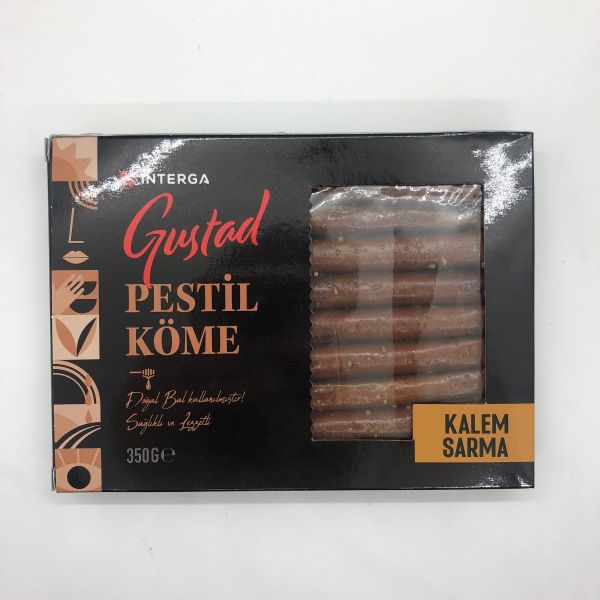 INTERGA
Gustad
PESTİL
KÖME
Doğal Bal kullanılmıştır!
Sağlıklı ve Lezzetli
350G℮
KALEM
SARMA